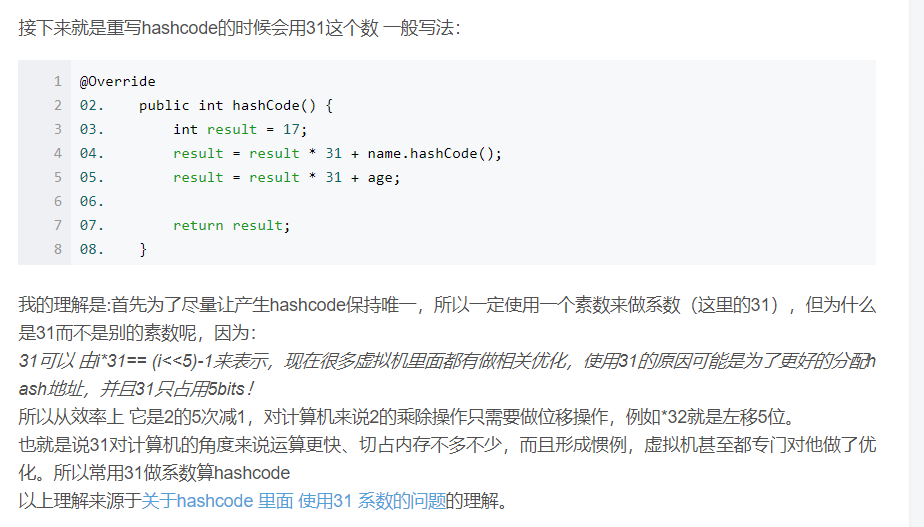 接下来就是重写hashcode的时候会用31这个数 一般写法：
1 @Override
2 02.    public int hashCode() {
3 03.        int result = 17;
4 04.        result = result * 31 + name.hashCode();
5 05.        result = result * 31 + age;
6 06.
7 07.        return result;
8 08.    }
我的理解是:首先为了尽量让产生hashcode保持唯一，所以一定使用一个素数来做系数（这里的31），但为什么
是31而不是别的素数呢，因为：
31可以 由i*31== (i<<5)-1来表示，现在很多虚拟机里面都有做相关优化，使用31的原因可能是为了更好的分配h
ash地址，并且31只占用5bits！
所以从效率上 它是2的5次减1，对计算机来说2的乘除操作只需要做位移操作，例如*32就是左移5位。
也就是说31对计算机的角度来说运算更快、切占内存不多不少，而且形成惯例，虚拟机甚至都专门对他做了优
化。所以常用31做系数算hashcode
以上理解来源于关于hashcode 里面 使用31 系数的问题的理解。